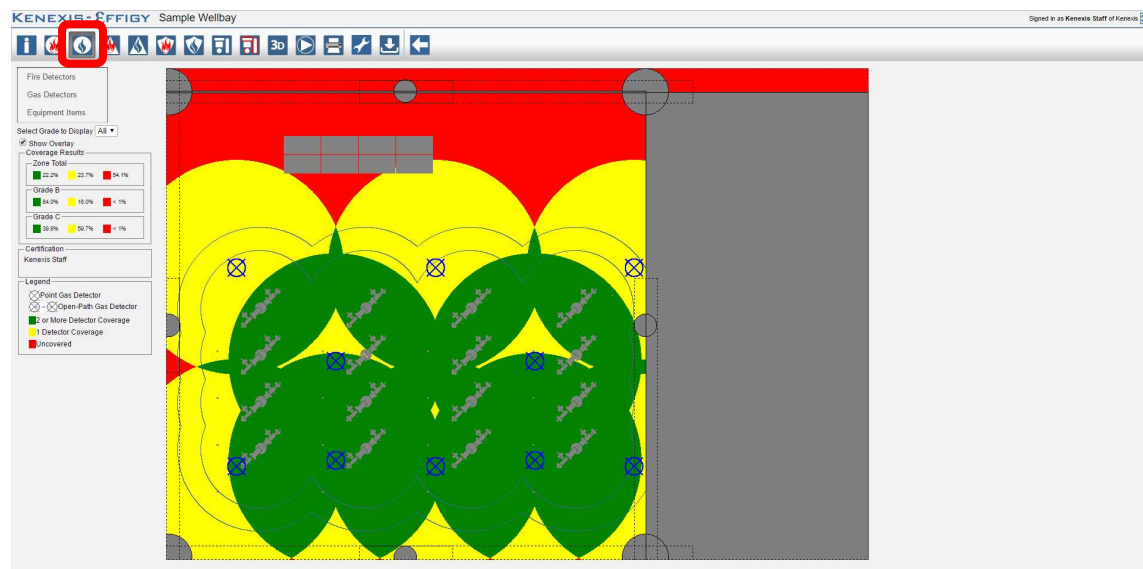 KENEXIS-EFFIGY Sample Wellbay
Signed in as Kenexis Staff of Kenexis
3D
Fire Detectors
Gas Detectors
Equipment Items
Select Grade to Display All
Show Overlay
Coverage Results
Zone Total
22.2% 23.7% 54.1%
Grade B
84.0% 16.0% < 1%
Grade C
39.8% 59.7% < 1%
Certification
Kenexis Staff
Legend
Point Gas Detector
- Open-Path Gas Detector
2 or More Detector Coverage
1 Detector Coverage
Uncovered